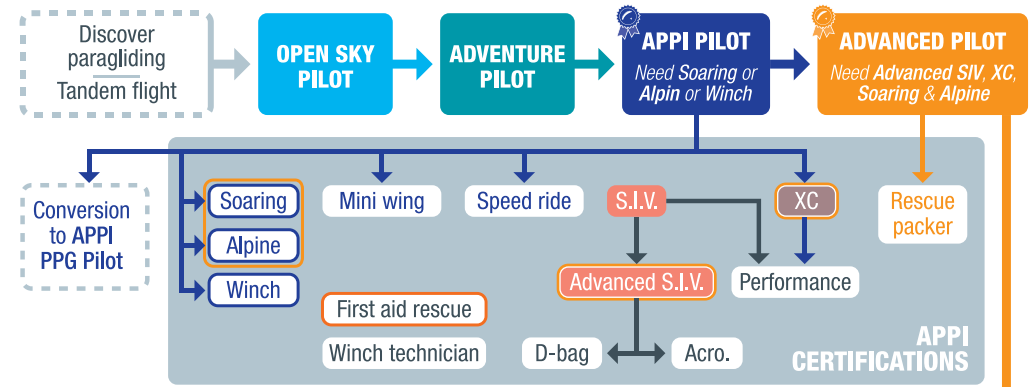 Discover
paragliding
Tandem flight
OPEN SKY
PILOT
ADVENTURE
PILOT
APPI PILOT
Need Soaring or
Alpin or Winch
ADVANCED PILOT
Need Advanced SIV, XC,
Soaring & Alpine
Conversion
to APPI
PPG Pilot
Soaring
Alpine
Winch
Mini wing
Speed ride
S.I.V.
XC
Rescue
packer
Advanced S.I.V.
Performance
First aid rescue
Winch technician
D-bag
Acro.
APPI
CERTIFICATIONS